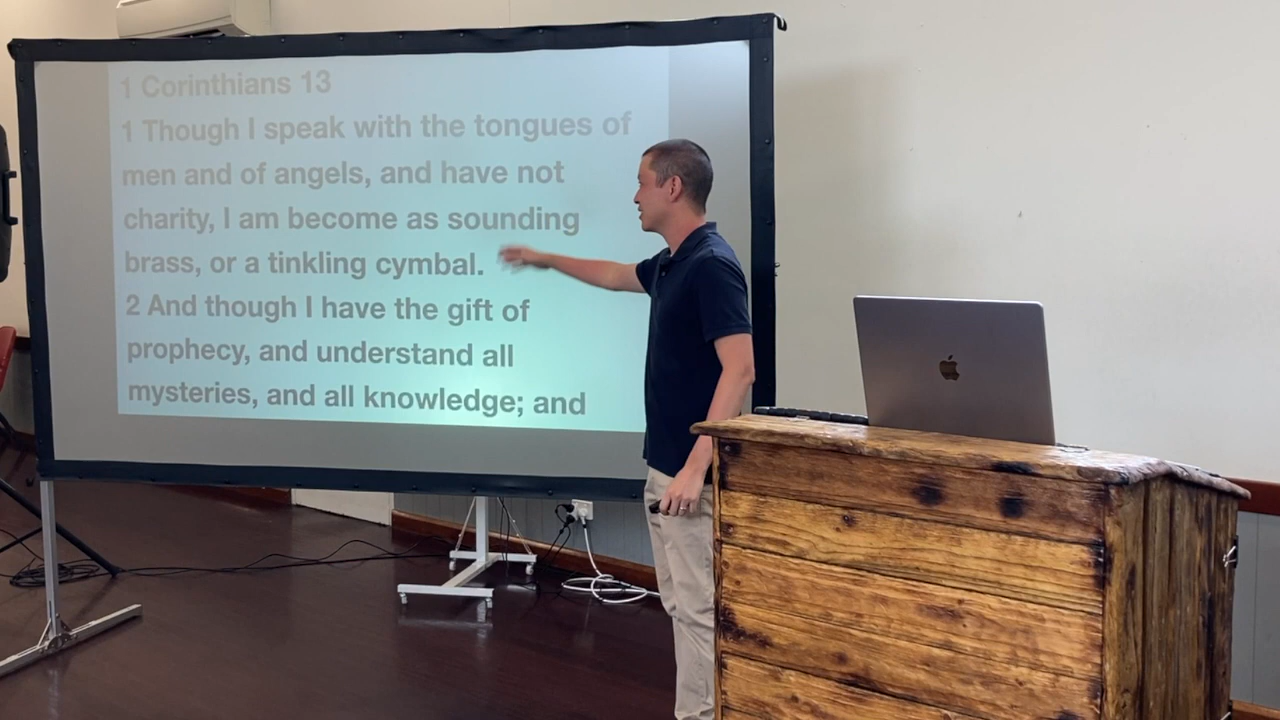 1 Corinthians 13
1 Though I speak with the tongues of
men and of angels, and have not
charity, I am become as sounding
brass, or a tinkling cymbal.
2 And though I have the gift of
prophecy, and understand all
mysteries, and all knowledge; and